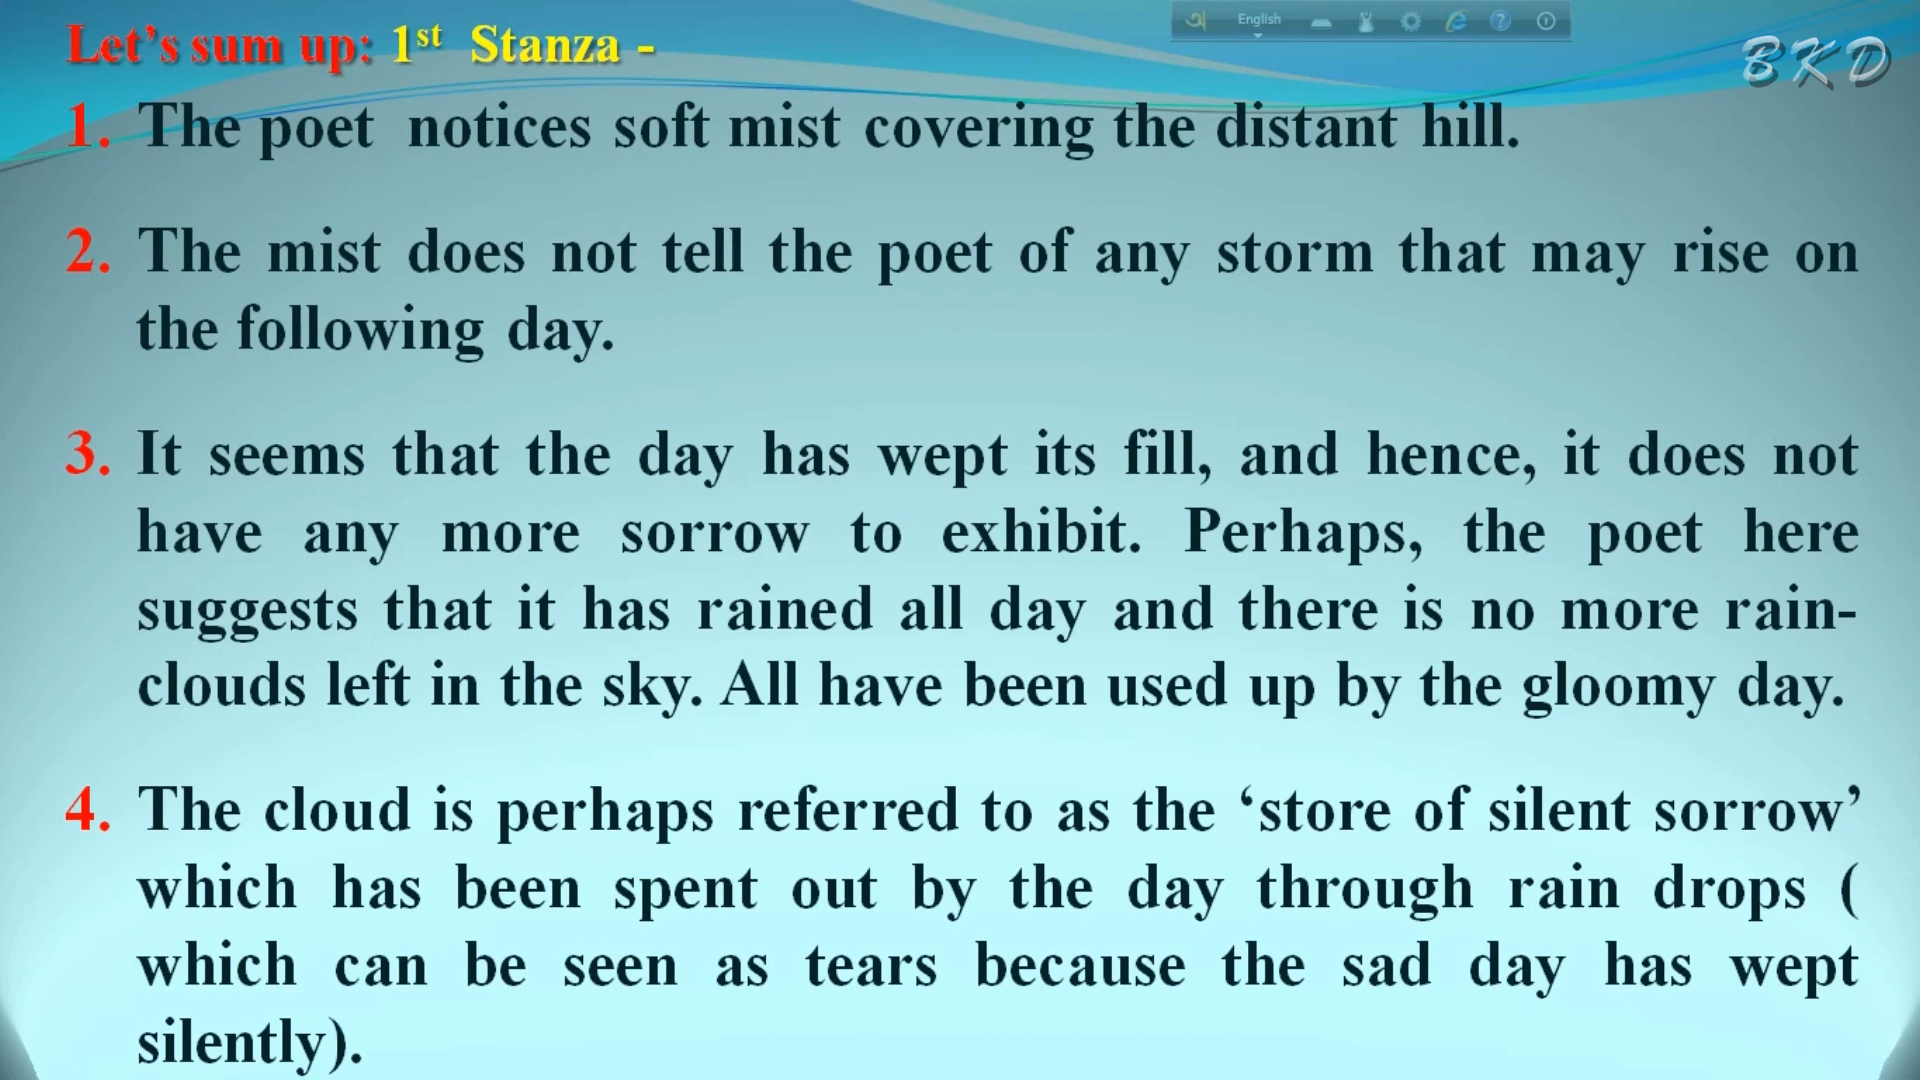 Let’s sum up: 1st Stanza -
অ English
BKD
1. The poet notices soft mist covering the distant hill.
2. The mist does not tell the poet of any storm that may rise on
the following day.
3. It seems that the day has wept its fill, and hence, it does not
have any more sorrow to exhibit. Perhaps, the poet here
suggests that it has rained all day and there is no more rain-
clouds left in the sky. All have been used up by the gloomy day.
4. The cloud is perhaps referred to as the ‘store of silent sorrow’
which has been spent out by the day through rain drops (
which can be seen as tears because the sad day has wept
silently).